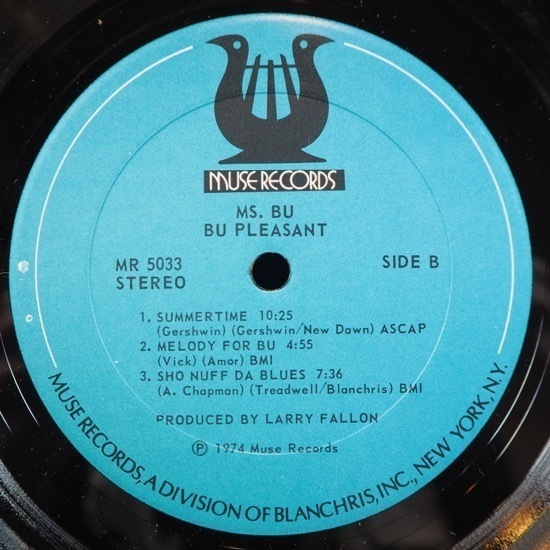 MUSE RECORDS
MS. BU
BU PLEASANT
MR 5033
STEREO
SIDE B
1. SUMMERTIME 10:25
(Gershwin) (Gershwin/New Dawn) ASCAP
2. MELODY FOR BU 4:55
(Vick) (Amor) BMI
3. SHO NUFF DA BLUES 7:36
(A. Chapman) (Treadwell/Blanchris) BMI
PRODUCED BY LARRY FALLON
Ⓟ 1974 Muse Records
MUSE RECORDS, A DIVISION OF BLANCHRIS, INC., NEW YORK, N.Y.